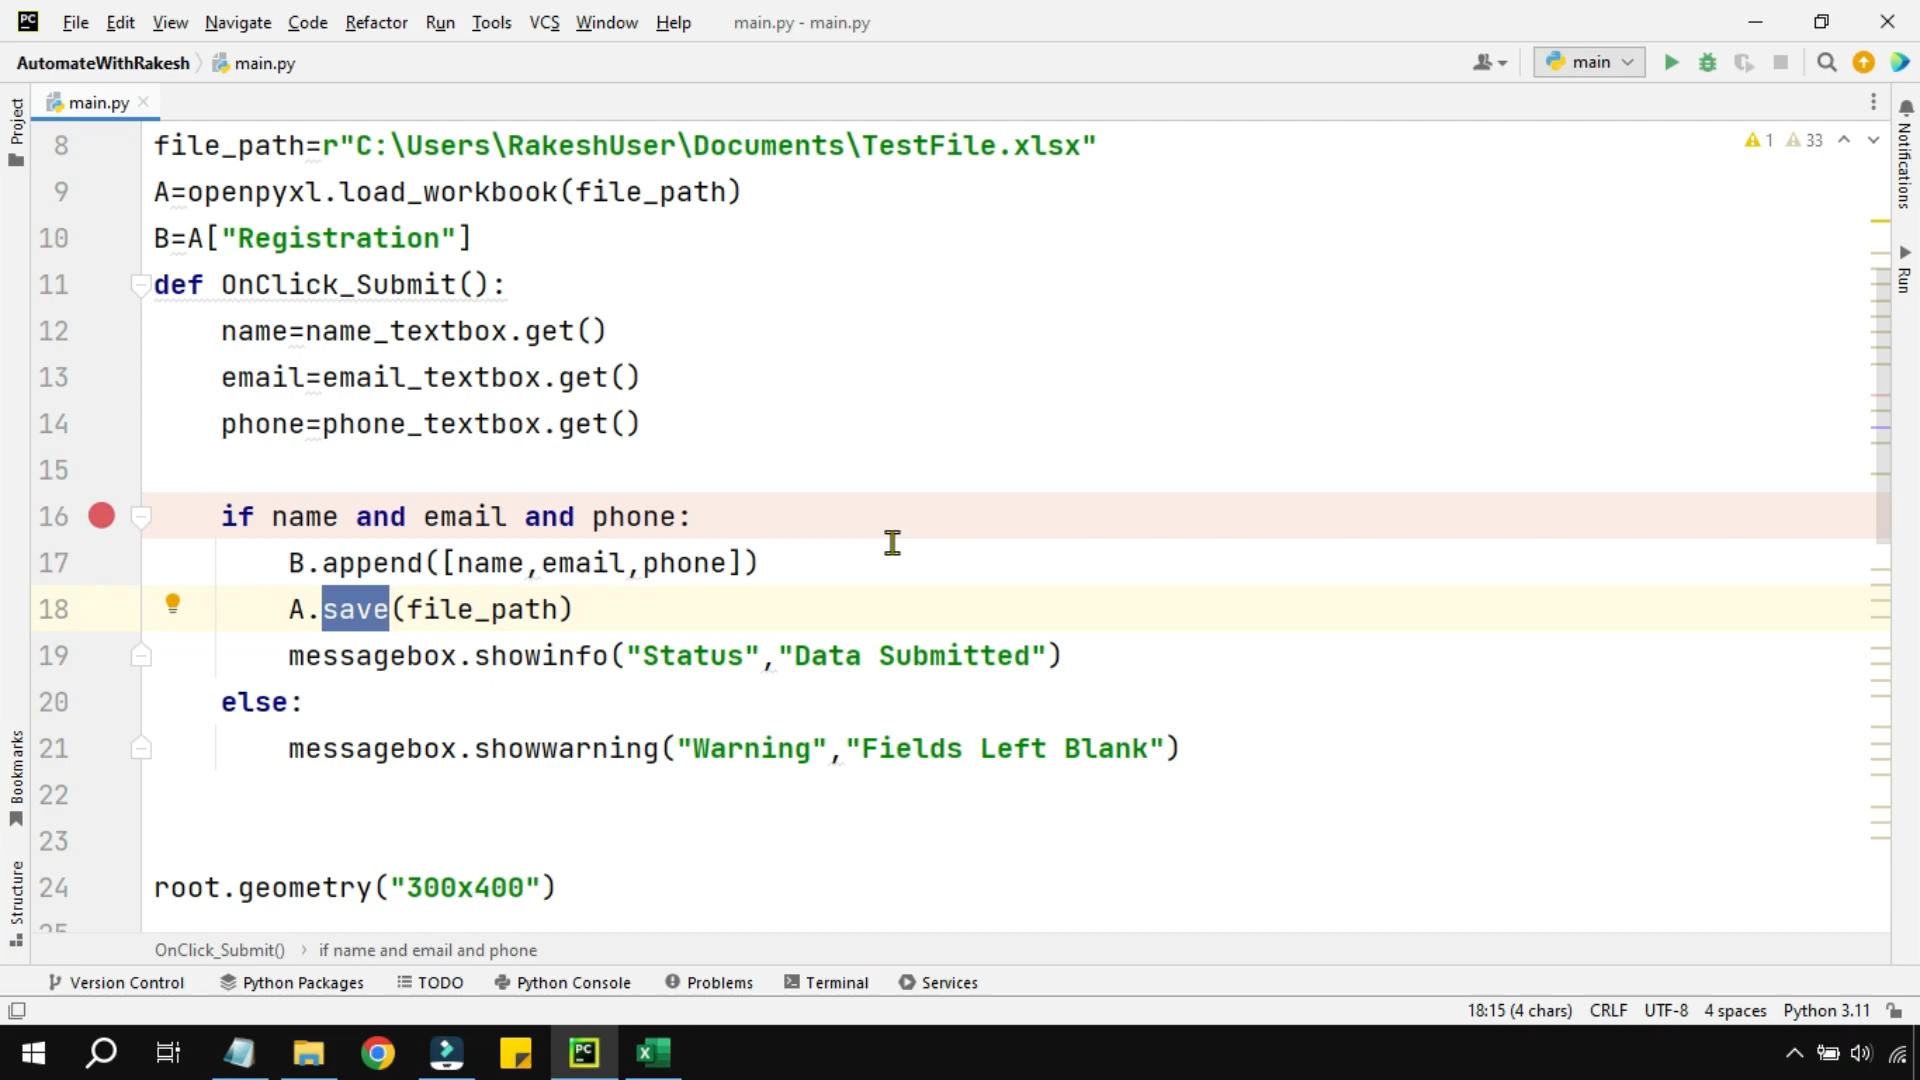 PC File Edit View Navigate Code Refactor Run Tools VCS Window Help main.py - main.py
AutomateWithRakesh main.py main
Project
main.py
Notifications
1 33
8 file_path=r"C:\Users\RakeshUser\Documents\TestFile.xlsx"
9 A=openpyxl.load_workbook(file_path)
10 B=A["Registration"]
11 def OnClick_Submit():
Run
12 name=name_textbox.get()
13 email=email_textbox.get()
14 phone=phone_textbox.get()
15
16 if name and email and phone:
17 B.append([name,email,phone])
18 A.save(file_path)
19 messagebox.showinfo("Status","Data Submitted")
20 else:
21 messagebox.showwarning("Warning","Fields Left Blank")
Bookmarks
22
23
24 root.geometry("300x400")
Structure
25
OnClick_Submit() › if name and email and phone
Version Control Python Packages TODO Python Console Problems Terminal Services
18:15 (4 chars) CRLF UTF-8 4 spaces Python 3.11
PC X